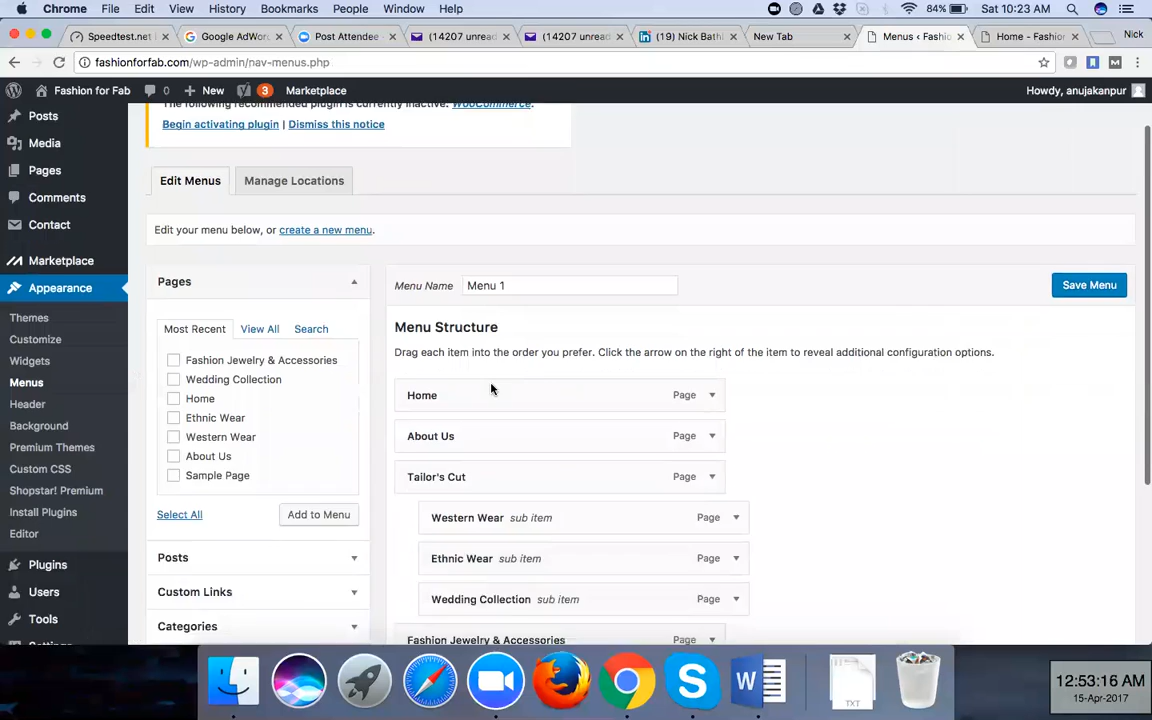 Chrome File Edit View History Bookmarks People Window Help 84% Sat 10:23 AM
Speedtest.net Google AdWor Post Attendee (14207 unread (14207 unread (19) Nick Bath New Tab Menus ‹ Fashio Home - Fashion Nick
fashionforfab.com/wp-admin/nav-menus.php
Fashion for Fab 0 New 3 Marketplace Howdy, anujakanpur
The following recommended plugin is currently inactive: WooCommerce.
Begin activating plugin | Dismiss this notice
Posts
Media
Pages
Comments
Contact
Marketplace
Appearance
Themes
Customize
Widgets
Menus
Header
Background
Premium Themes
Custom CSS
Shopstar! Premium
Install Plugins
Editor
Plugins
Users
Tools
Settings
Edit Menus Manage Locations
Edit your menu below, or create a new menu.
Pages
Most Recent View All Search
Fashion Jewelry & Accessories
Wedding Collection
Home
Ethnic Wear
Western Wear
About Us
Sample Page
Select All Add to Menu
Posts
Custom Links
Categories
Menu Name Menu 1 Save Menu
Menu Structure
Drag each item into the order you prefer. Click the arrow on the right of the item to reveal additional configuration options.
Home Page
About Us Page
Tailor's Cut Page
Western Wear sub item Page
Ethnic Wear sub item Page
Wedding Collection sub item Page
Fashion Jewelry & Accessories Page
W
TXT
12:53:16 AM
15-Apr-2017